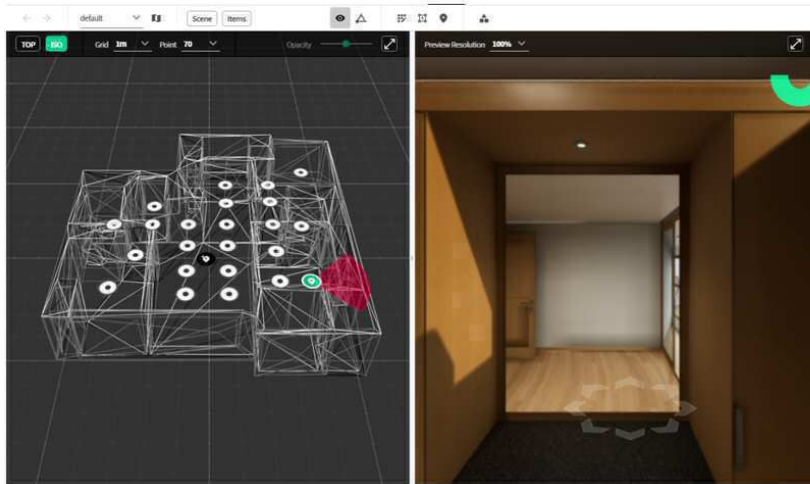 default Scene Items
TOP ISO Grid 1m Point 70 Opacity
Preview Resolution 100%